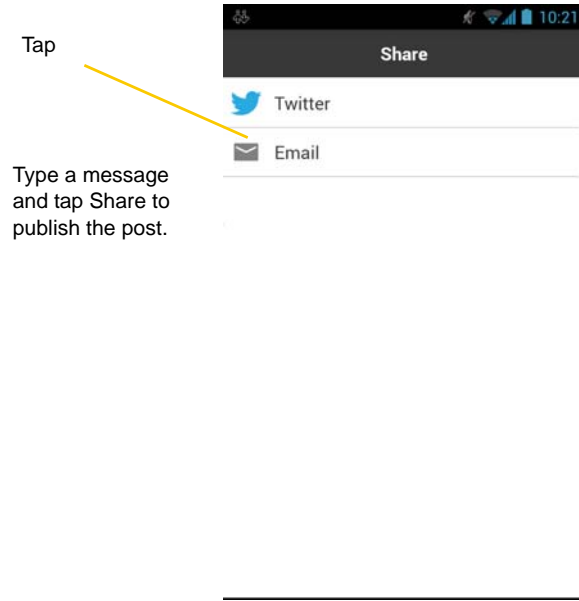 10:21
Tap
Share
Twitter
Email
Type a message
and tap Share to
publish the post.